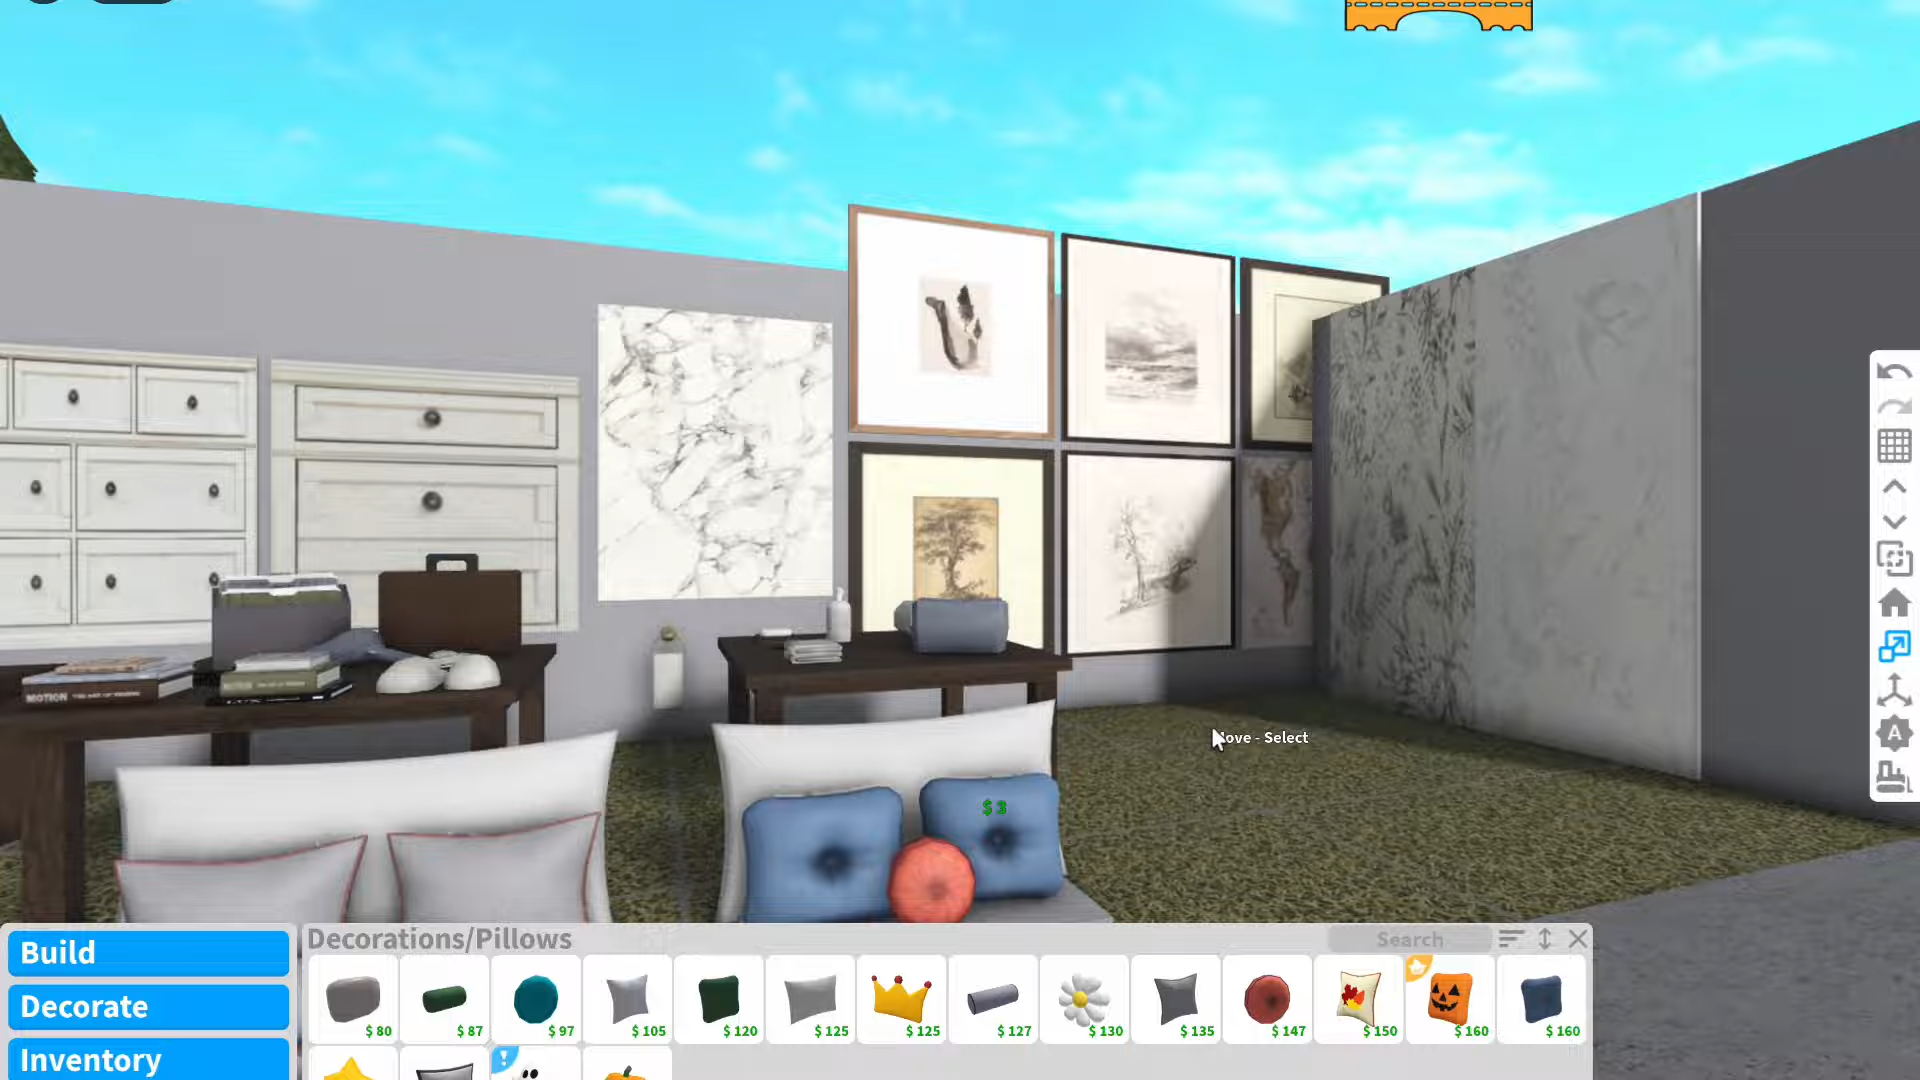 MOTION
Move - Select
$ 3
Build
Decorate
Inventory
Decorations/Pillows
Search
$ 80
$ 87
$ 97
$ 105
$ 120
$ 125
$ 125
$ 127
$ 130
$ 135
$ 147
$ 150
$ 160
$ 160
A